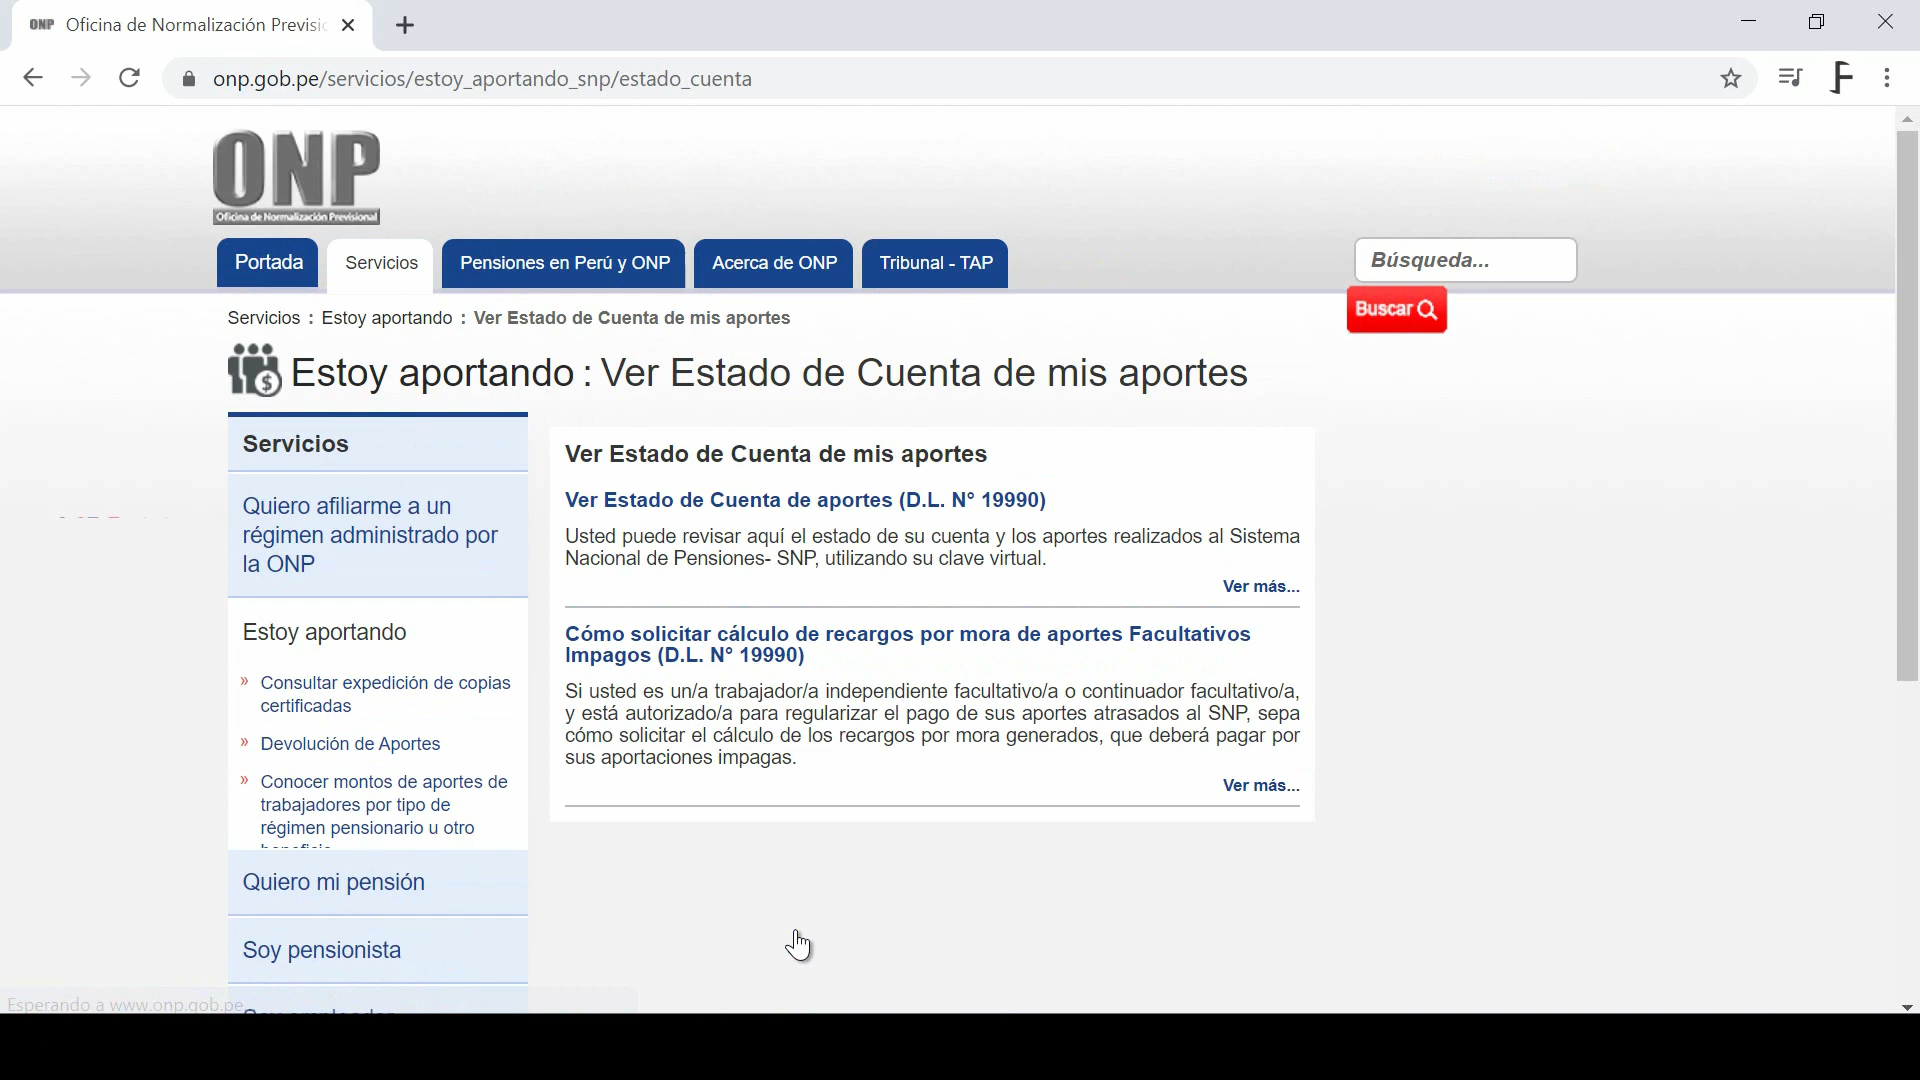 ONP Oficina de Normalización Previsic
onp.gob.pe/servicios/estoy_aportando_snp/estado_cuenta
ONP
Oficina de Normalización Previsional
Portada
Servicios
Pensiones en Perú y ONP
Acerca de ONP
Tribunal - TAP
Búsqueda...
Buscar
Servicios : Estoy aportando : Ver Estado de Cuenta de mis aportes
Estoy aportando : Ver Estado de Cuenta de mis aportes
Servicios
Quiero afiliarme a un
régimen administrado por
la ONP
Estoy aportando
» Consultar expedición de copias
certificadas
» Devolución de Aportes
» Conocer montos de aportes de
trabajadores por tipo de
régimen pensionario u otro
Quiero mi pensión
Soy pensionista
Ver Estado de Cuenta de mis aportes
Ver Estado de Cuenta de aportes (D.L. N° 19990)
Usted puede revisar aquí el estado de su cuenta y los aportes realizados al Sistema
Nacional de Pensiones- SNP, utilizando su clave virtual.
Ver más...
Cómo solicitar cálculo de recargos por mora de aportes Facultativos
Impagos (D.L. N° 19990)
Si usted es un/a trabajador/a independiente facultativo/a o continuador facultativo/a,
y está autorizado/a para regularizar el pago de sus aportes atrasados al SNP, sepa
cómo solicitar el cálculo de los recargos por mora generados, que deberá pagar por
sus aportaciones impagas.
Ver más...
Esperando a www.onp.gob.pe